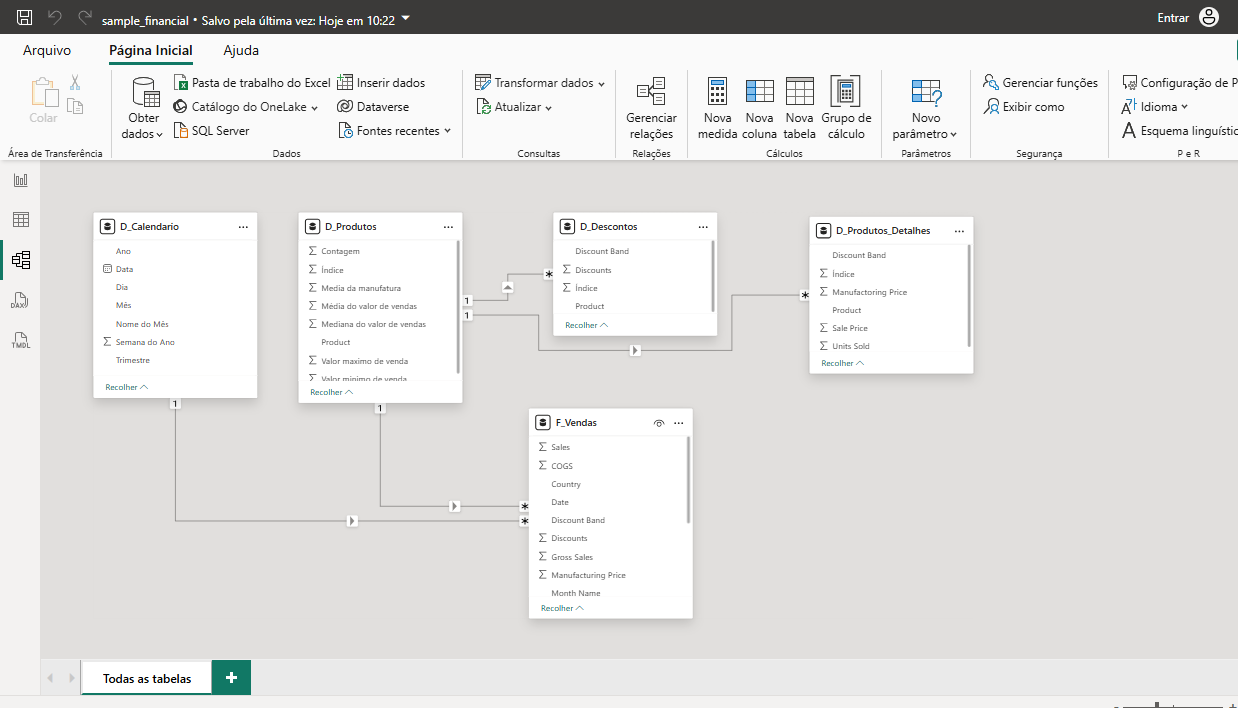 sample_financial • Salvo pela última vez: Hoje em 10:22
Entrar
Arquivo
Página Inicial
Ajuda
Colar
Área de Transferência
Obter dados
Pasta de trabalho do Excel
Catálogo do OneLake
SQL Server
Inserir dados
Dataverse
Fontes recentes
Dados
Transformar dados
Atualizar
Consultas
Gerenciar relações
Relações
Nova medida
Nova coluna
Nova tabela
Grupo de cálculo
Cálculos
Novo parâmetro
Parâmetros
Gerenciar funções
Exibir como
Segurança
Configuração de P
Idioma
Esquema linguístic
P e R
DAX
TMDL
D_Calendario
Ano
Data
Dia
Mês
Nome do Mês
Semana do Ano
Trimestre
Recolher
1
D_Produtos
Contagem
Índice
Media da manufatura
Média do valor de vendas
Mediana do valor de vendas
Product
Valor maximo de venda
Valor minimo de venda
Recolher
1
1
1
D_Descontos
Discount Band
Discounts
Índice
Product
Recolher
*
D_Produtos_Detalhes
Discount Band
Índice
Manufactoring Price
Product
Sale Price
Units Sold
Recolher
*
F_Vendas
Sales
COGS
Country
Date
Discount Band
Discounts
Gross Sales
Manufacturing Price
Month Name
Recolher
*
*
Todas as tabelas
+